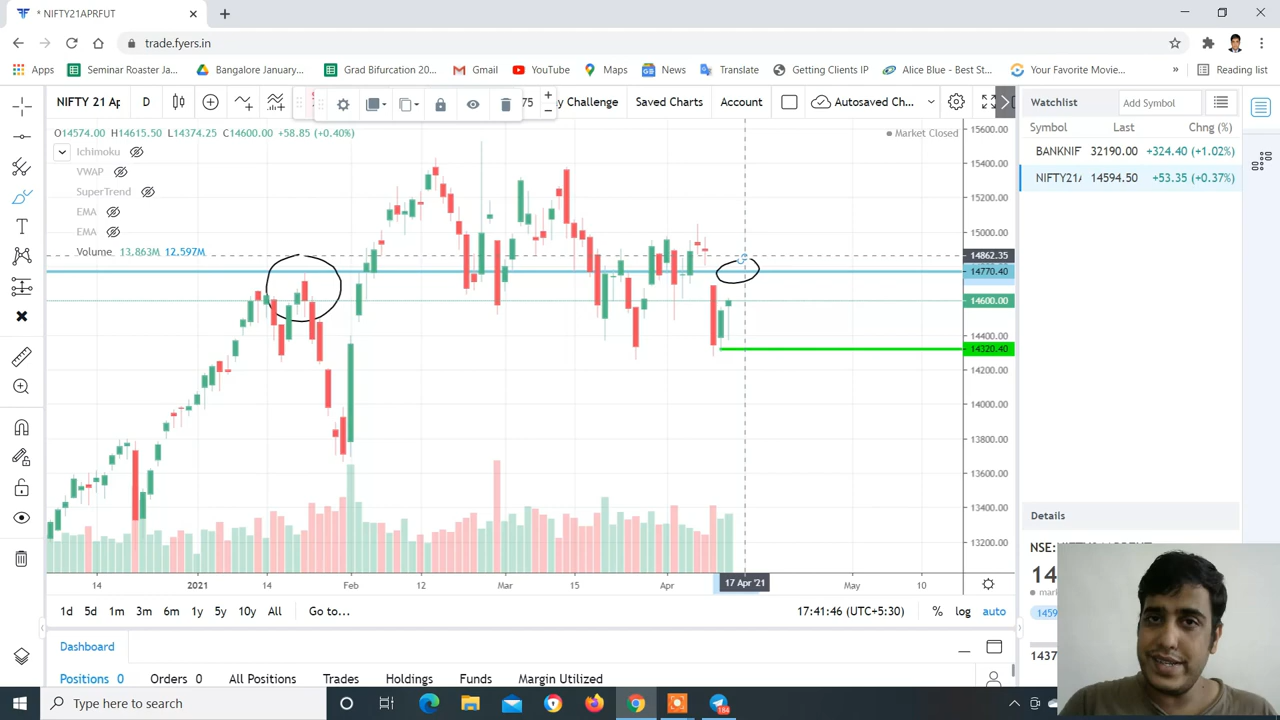 * NIFTY21APRFUT
trade.fyers.in
Apps Seminar Roaster Ja... Bangalore January... Grad Bifurcation 20... Gmail YouTube Maps News Translate Getting Clients IP Alice Blue - Best St... Your Favorite Movie... » Reading list
NIFTY 21 Ap D 75 y Challenge Saved Charts Account Autosaved Ch... Watchlist Add Symbol
O14574.00 H14615.50 L14374.25 C14600.00 +58.85 (+0.40%) Market Closed
Symbol Last Chng (%)
Ichimoku
BANKNIF 32190.00 +324.40 (+1.02%)
VWAP
NIFTY21A 14594.50 +53.35 (+0.37%)
SuperTrend
EMA
EMA
Volume 13.863M 12.597M
15600.00
15400.00
15200.00
15000.00
14862.35
14770.40
14600.00
14400.00
14320.40
14200.00
14000.00
13800.00
13600.00
13400.00
13200.00
14 2021 14 Feb 12 Mar 15 Apr 17 Apr '21 May 10
1d 5d 1m 3m 6m 1y 5y 10y All Go to... 17:41:46 (UTC+5:30) % log auto
Details
Dashboard
Positions 0 Orders 0 All Positions Trades Holdings Funds Margin Utilized
Type here to search
184